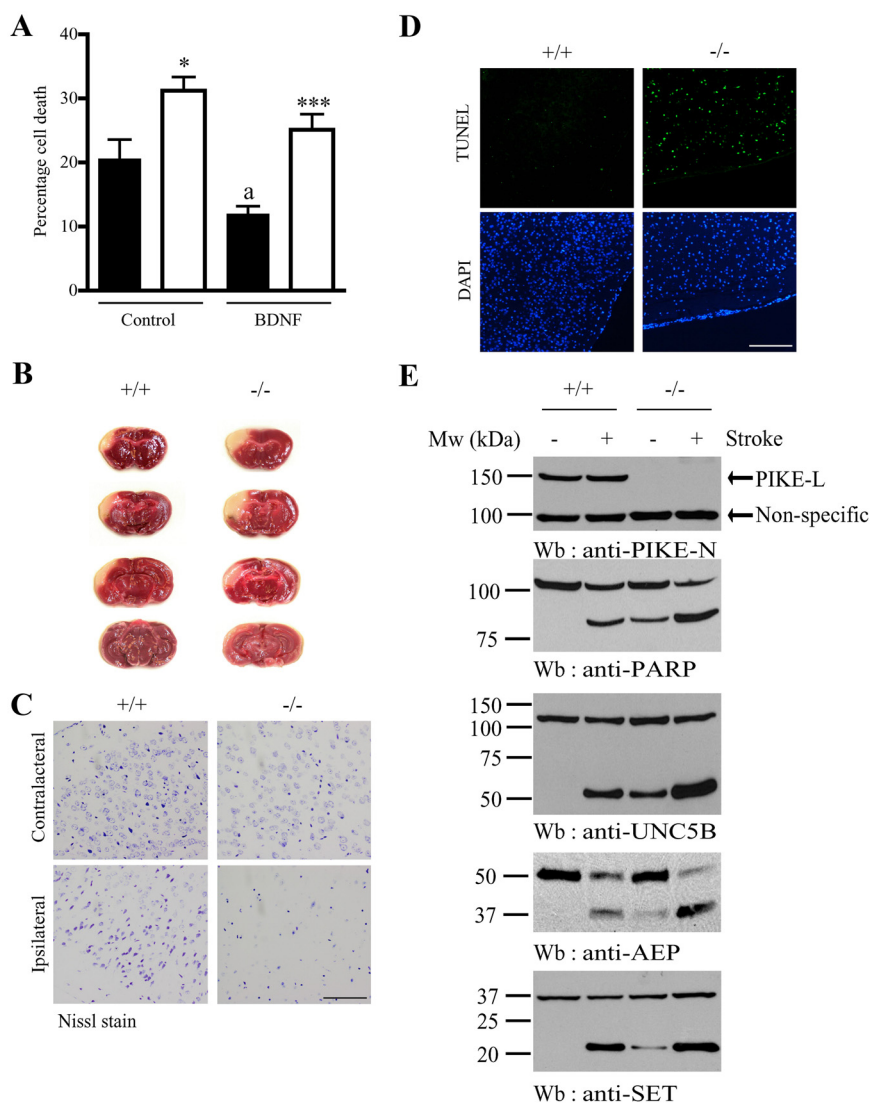 A
Percentage cell death
40
30
20
10
0
*
a
***
Control
BDNF
B
+/+
-/-
C
+/+
-/-
Contralacteral
Ipsilateral
Nissl stain
D
+/+
-/-
TUNEL
DAPI
E
+/+
-/-
Mw (kDa)
-
+
-
+
Stroke
150
100
PIKE-L
Non-specific
Wb : anti-PIKE-N
100
75
Wb : anti-PARP
150
100
75
50
Wb : anti-UNC5B
50
37
Wb : anti-AEP
37
25
20
Wb : anti-SET